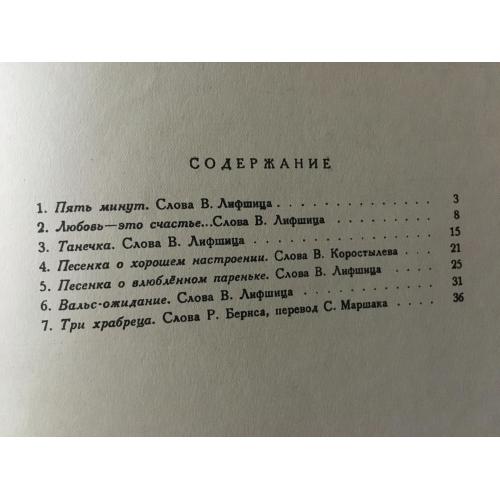 СОДЕРЖАНИЕ
1. Пять минут. Слова В. Лифшица . . . . . . . . . . . . . . 3
2. Любовь—это счастье...Слова В. Лифшица . . . . . . . . . . 8
3. Танечка. Слова В. Лифшица . . . . . . . . . . . . . . . . 15
4. Песенка о хорошем настроении. Слова В. Коростылева . . . . 21
5. Песенка о влюблённом пареньке. Слова В. Лифшица . . . . . 25
6. Вальс-ожидание. Слова В. Лифшица . . . . . . . . . . . . . 31
7. Три храбреца. Слова Р. Бернса, перевод С. Маршака . . . . 36